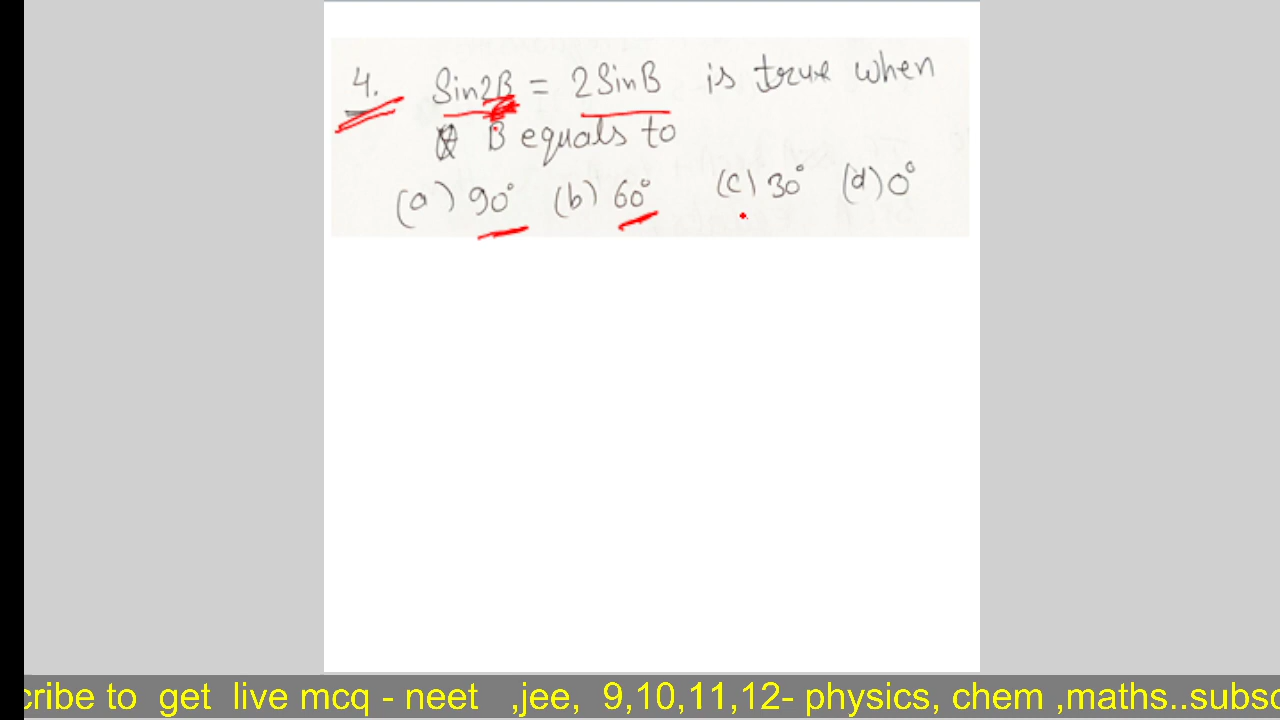 4. Sin2B = 2SinB is true when
B equals to
(a) 90° (b) 60° (c) 30° (d) 0°
cribe to get live mcq - neet ,jee, 9,10,11,12- physics, chem ,maths..subsc